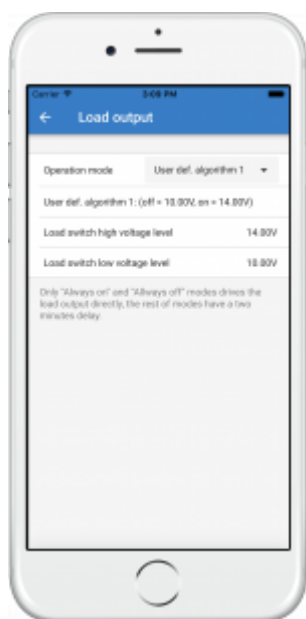 Carrier 3:08 PM
Load output
Operation mode User def. algorithm 1
User def. algorithm 1: (off = 10.00V, on = 14.00V)
Load switch high voltage level 14.00V
Load switch low voltage level 10.00V
Only "Always on" and "Allways off" modes drives the
load output directly, the rest of modes have a two
minutes delay.